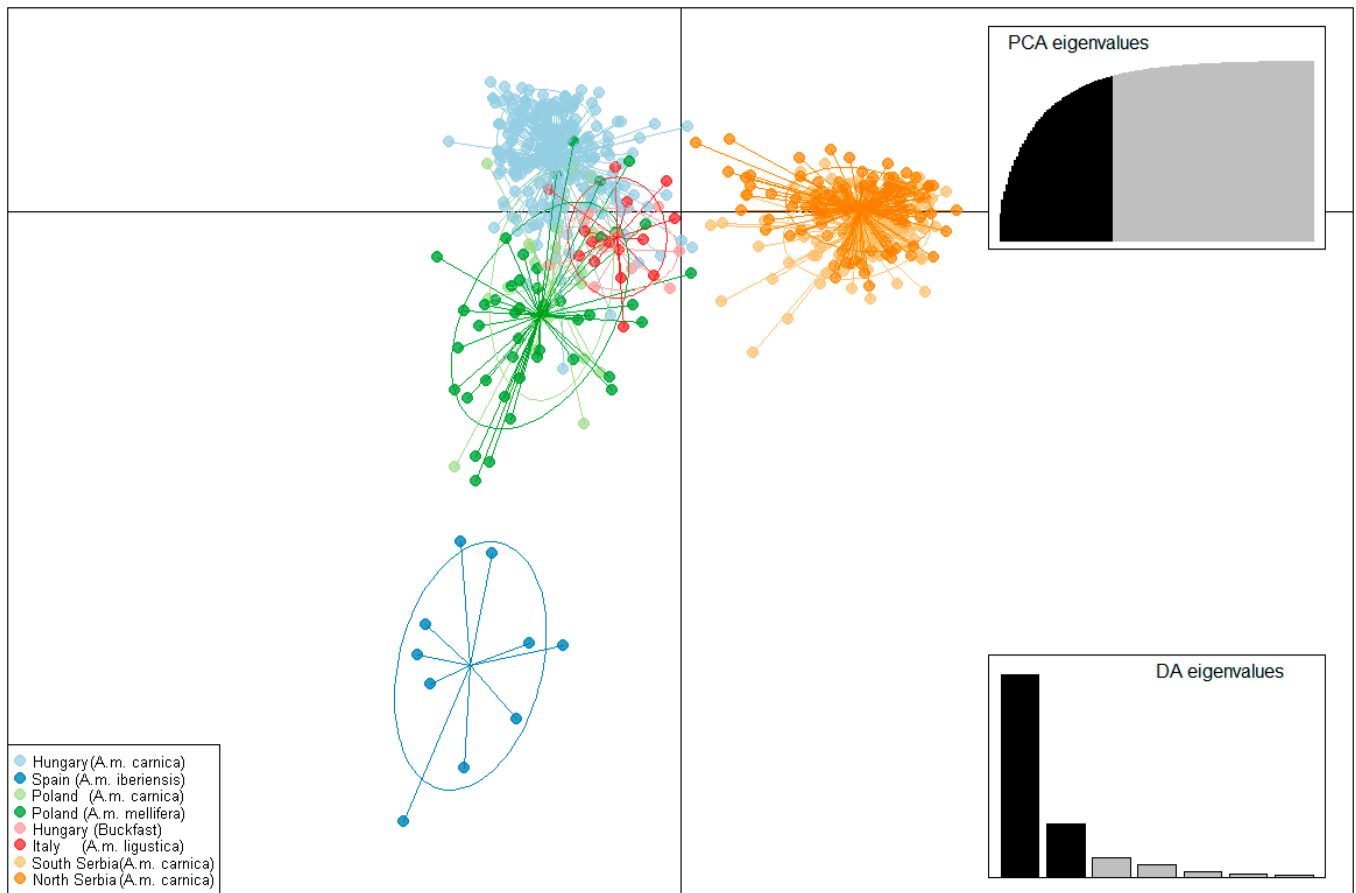 PCA eigenvalues
DA eigenvalues
Hungary (A.m. carnica)
Spain (A.m. iberiensis)
Poland (A.m. carnica)
Poland (A.m. mellifera)
Hungary (Buckfast)
Italy (A.m. ligustica)
South Serbia(A.m. carnica)
North Serbia (A.m. carnica)